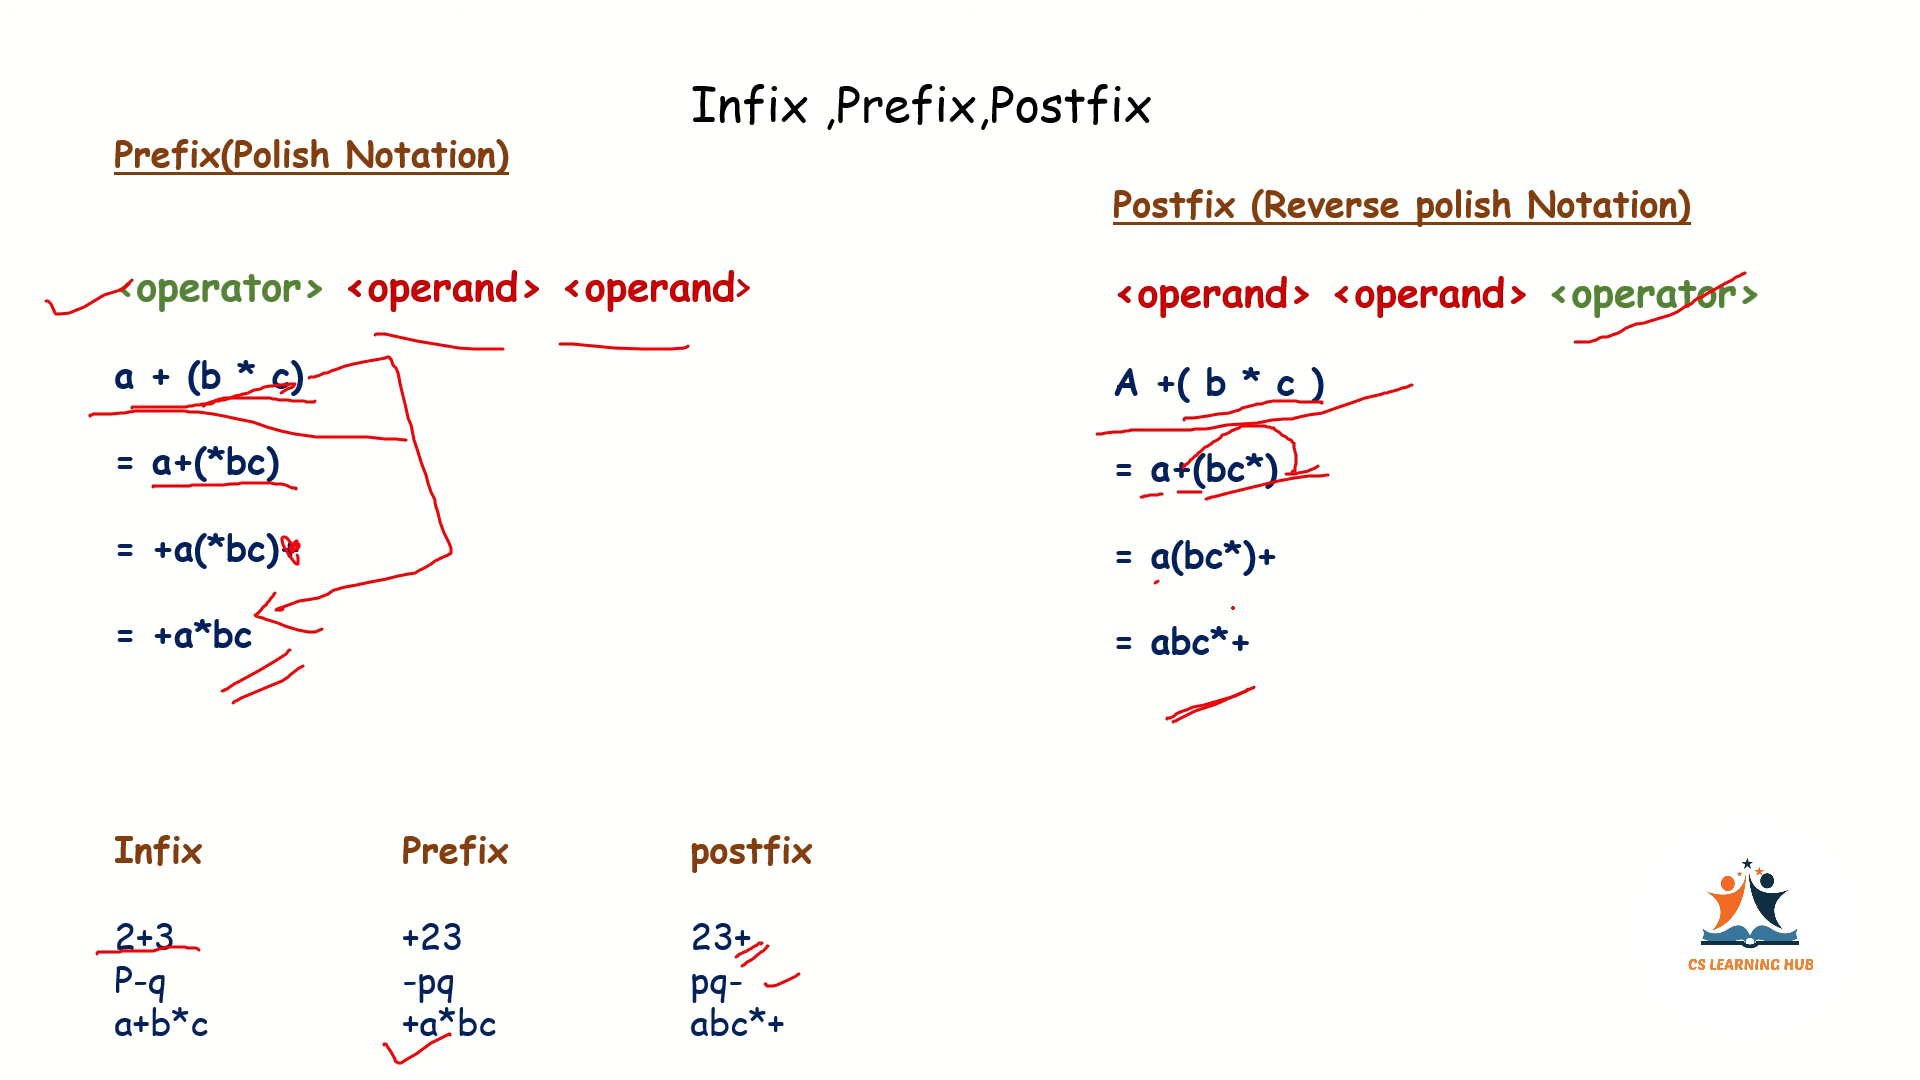 Infix ,Prefix,Postfix
Prefix(Polish Notation)
<operator> <operand> <operand>
a + (b * c)
= a+(*bc)
= +a(*bc)
= +a*bc
Postfix (Reverse polish Notation)
<operand> <operand> <operator>
A +( b * c )
= a+(bc*)
= a(bc*)+
= abc*+
Infix Prefix postfix
2+3 +23 23+
P-q -pq pq-
a+b*c +a*bc abc*+
CS LEARNING HUB